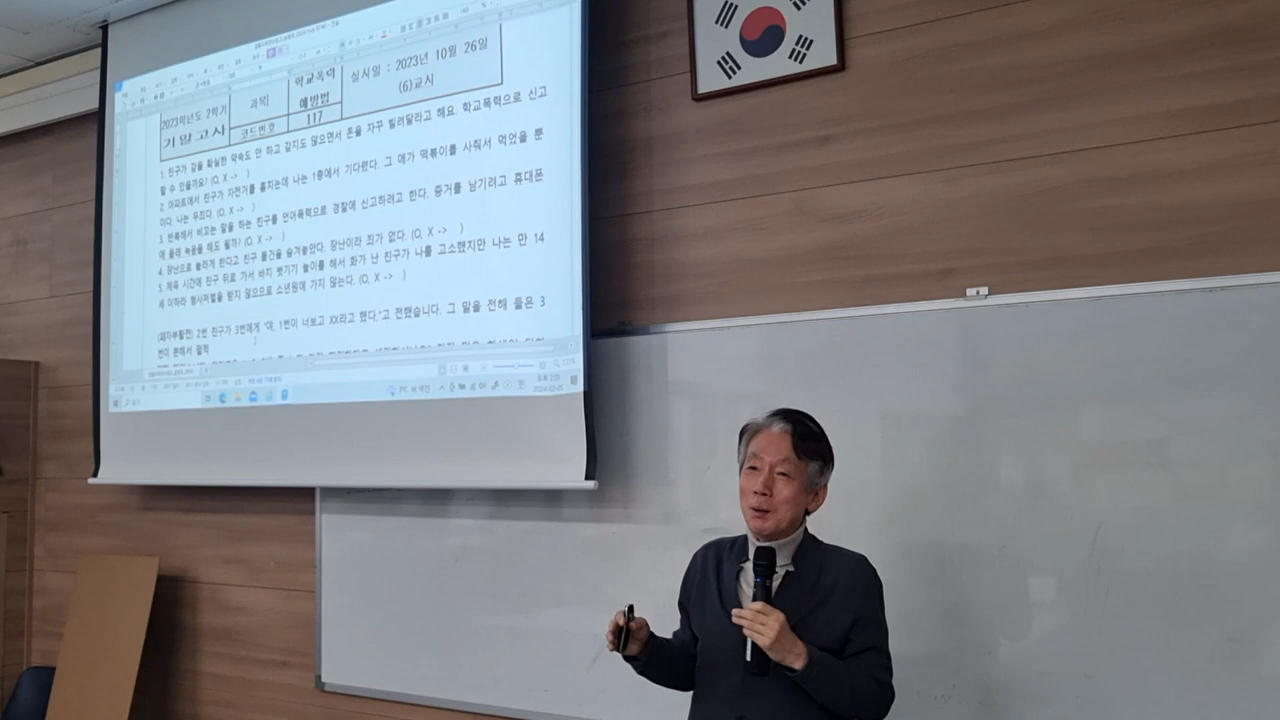 2023학년도 2학기
기말고사
과목
학교폭력
예방법
코드번호
117
실시일 : 2023년 10월 26일
(6)교시
1. 친구가 갚을 확실한 약속도 안 하고 갚지도 않으면서 돈을 자꾸 빌려달라고 해요. 학교폭력으로 신고
할 수 있을까요? (O, X -> )
2. 아파트에서 친구가 자전거를 훔치는데 나는 1층에서 기다렸다. 그 애가 떡볶이를 사줘서 먹었을 뿐
이다. 나는 무죄다. (O, X -> )
3. 반복해서 비꼬는 말을 하는 친구를 언어폭력으로 경찰에 신고하려고 한다. 증거를 남기려고 휴대폰
에 몰래 녹음을 해도 될까? (O, X -> )
4. 장난으로 놀라게 한다고 친구 물건을 숨겨놓았다. 장난이라 죄가 없다. (O, X -> )
5. 체육 시간에 친구 뒤로 가서 바지 벗기기 놀이를 해서 화가 난 친구가 나를 고소했지만 나는 만 14
세 이하라 형사처벌을 받지 않으므로 소년원에 가지 않는다. (O, X -> )
(패자부활전) 2번 친구가 3번에게 "야, 1번이 너보고 XX라고 했다."고 전했습니다. 그 말을 전해 들은 3
번이 분해서 펄쩍